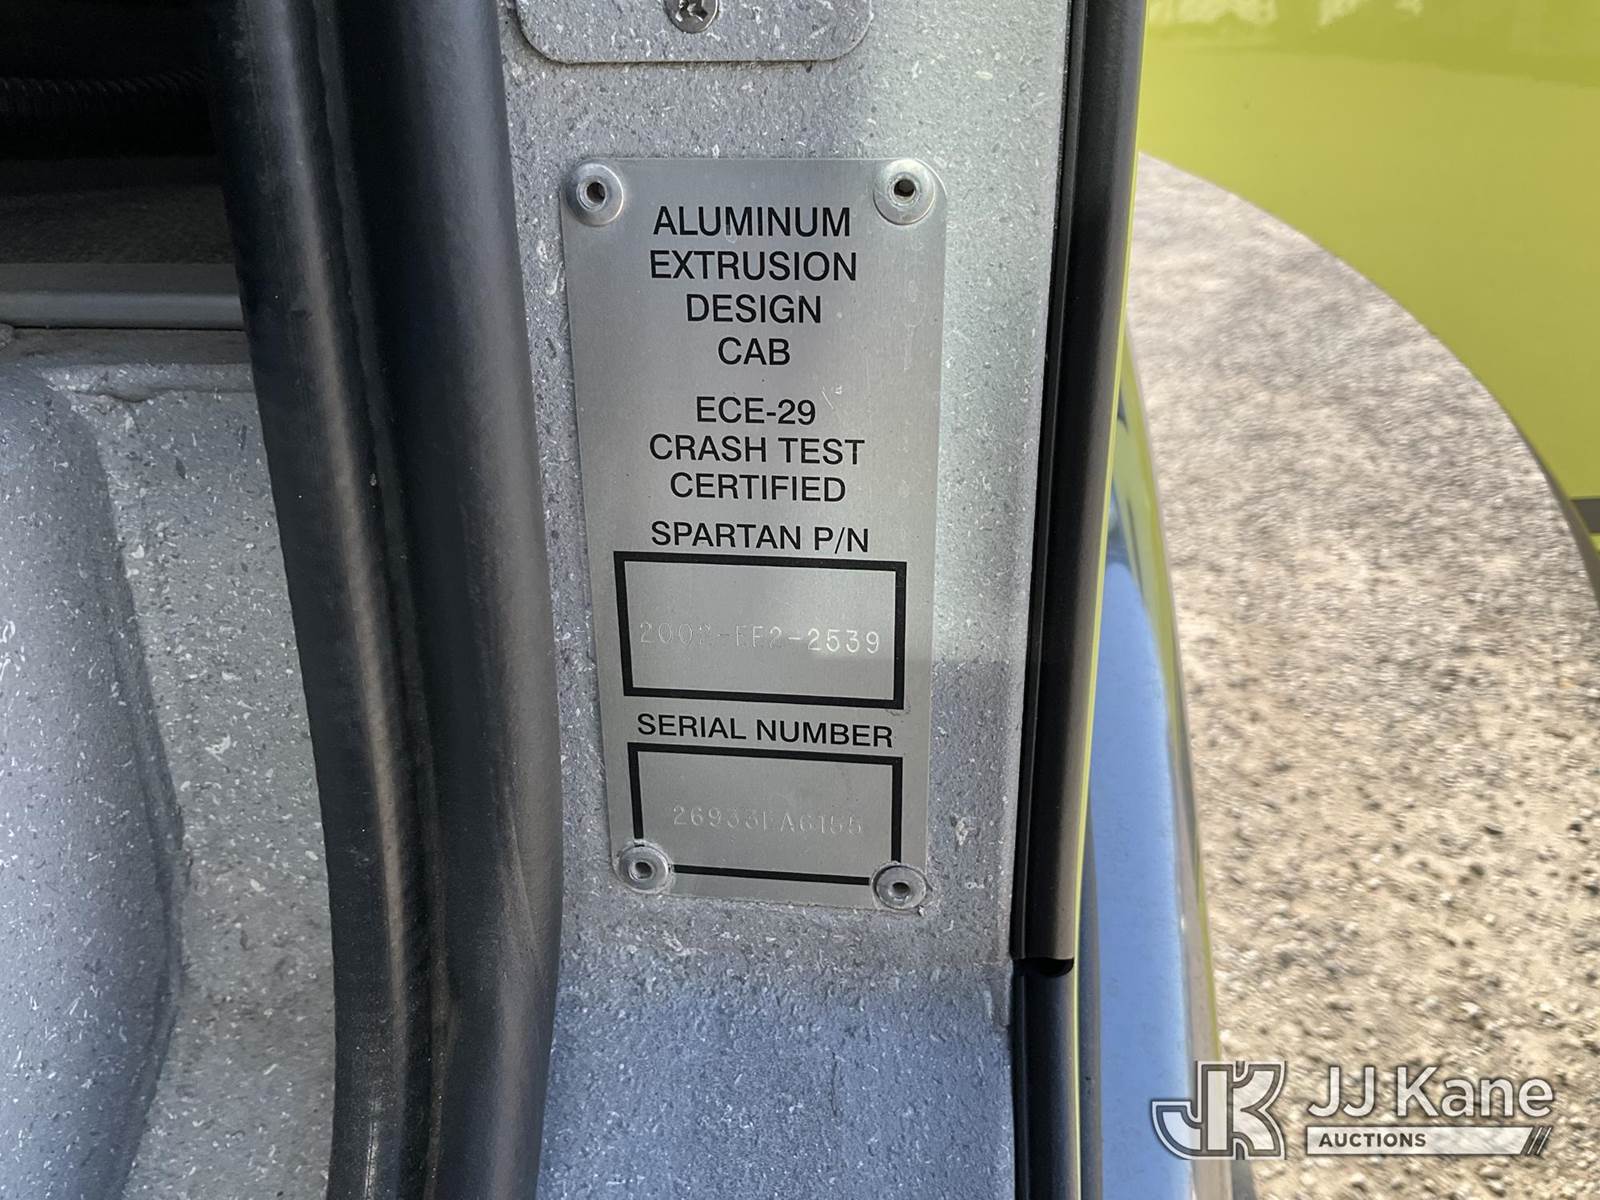 ALUMINUM
EXTRUSION
DESIGN
CAB
ECE-29
CRASH TEST
CERTIFIED
SPARTAN P/N
SERIAL NUMBER
JJ Kane
AUCTIONS